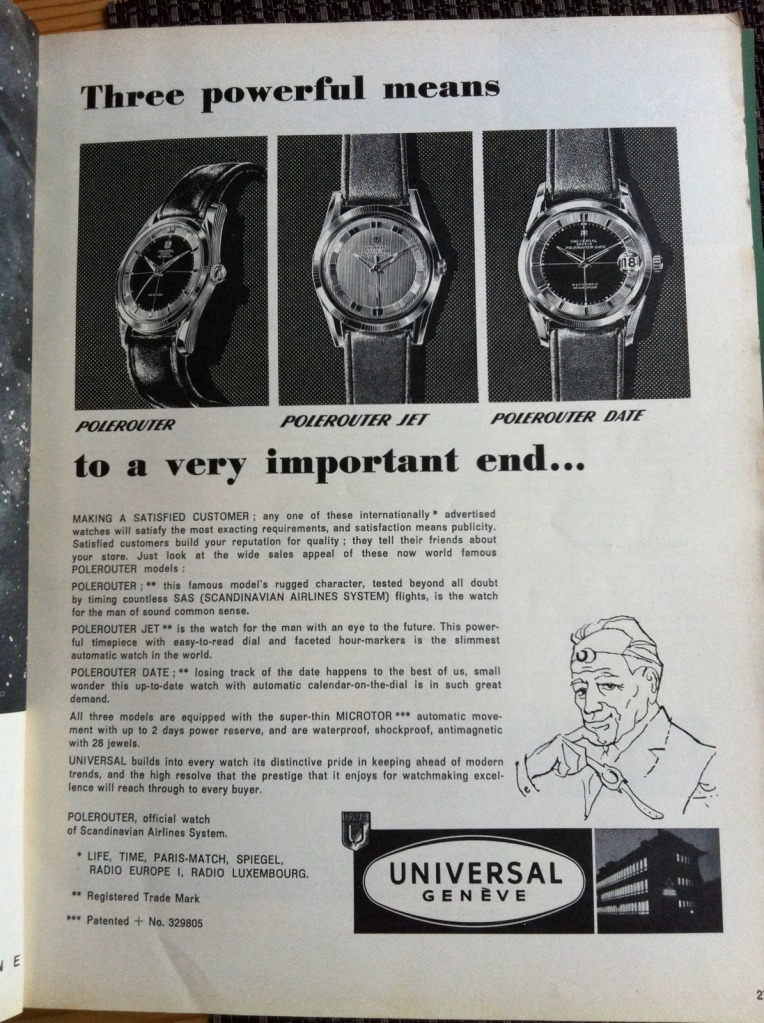 Three powerful means
18
UNIVERSAL
GENEVE
POLEROUTER DATE
AUTOMATIC
MICROTOR
POLEROUTER
POLEROUTER JET
POLEROUTER DATE
to a very important end...
MAKING A SATISFIED CUSTOMER ; any one of these internationally * advertised
watches will satisfy the most exacting requirements, and satisfaction means publicity.
Satisfied customers build your reputation for quality ; they tell their friends about
your store. Just look at the wide sales appeal of these now world famous
POLEROUTER models :
POLEROUTER ; ** this famous model's rugged character, tested beyond all doubt
by timing countless SAS (SCANDINAVIAN AIRLINES SYSTEM) flights, is the watch
for the man of sound common sense.
POLEROUTER JET ** is the watch for the man with an eye to the future. This power-
ful timepiece with easy-to-read dial and faceted hour-markers is the slimmest
automatic watch in the world.
POLEROUTER DATE ; ** losing track of the date happens to the best of us, small
wonder this up-to-date watch with automatic calendar-on-the-dial is in such great
demand.
All three models are equipped with the super-thin MICROTOR *** automatic move-
ment with up to 2 days power reserve, and are waterproof, shockproof, antimagnetic
with 28 jewels.
UNIVERSAL builds into every watch its distinctive pride in keeping ahead of modern
trends, and the high resolve that the prestige that it enjoys for watchmaking excel-
lence will reach through to every buyer.
POLEROUTER, official watch
of Scandinavian Airlines System.
* LIFE, TIME, PARIS-MATCH, SPIEGEL,
RADIO EUROPE I, RADIO LUXEMBOURG.
** Registered Trade Mark
*** Patented + No. 329805
UNIVERSAL
GENÈVE
N E